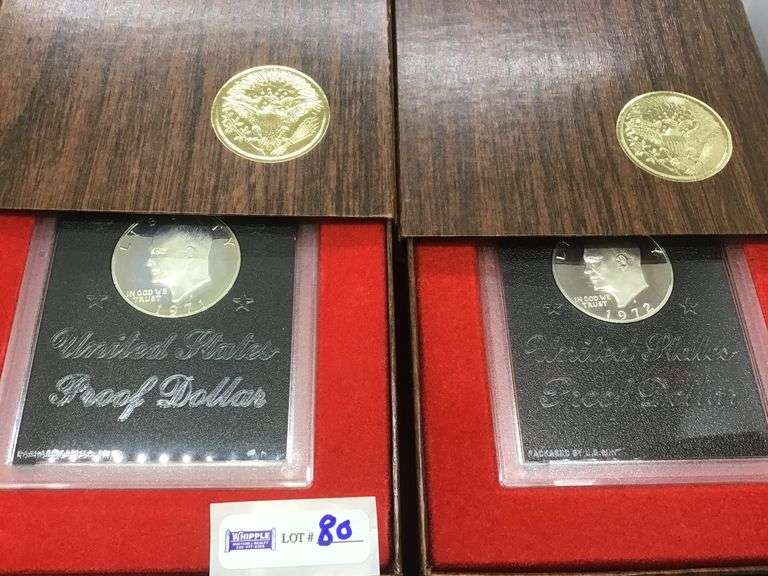 LIBERTY
IN GOD WE
TRUST
1971
United States
Proof Dollar
LIBERTY
IN GOD WE
TRUST
1972
United States
Proof Dollar
PACKAGED BY U.S. MINT
WHIPPLE
LOT # 80